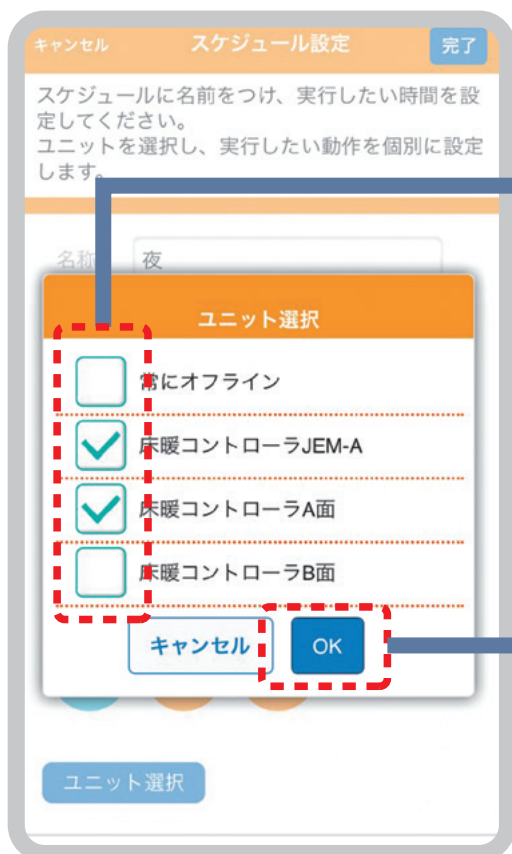 キャンセル スケジュール設定 完了
スケジュールに名前をつけ、実行したい時間を設
定してください。
ユニットを選択し、実行したい動作を個別に設定
します。
名称 夜
ユニット選択
常にオフライン
床暖コントローラJEM-A
床暖コントローラA面
床暖コントローラB面
キャンセル OK
ユニット選択